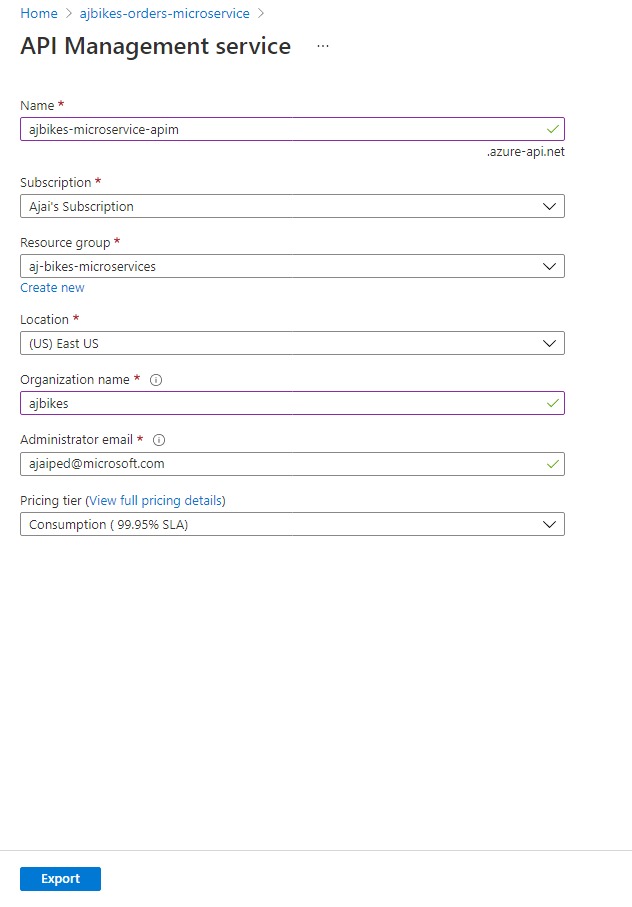 Home > ajbikes-orders-microservice >
API Management service ...
Name *
ajbikes-microservice-apim
.azure-api.net
Subscription *
Ajai's Subscription
Resource group *
aj-bikes-microservices
Create new
Location *
(US) East US
Organization name *
ajbikes
Administrator email *
ajaiped@microsoft.com
Pricing tier (View full pricing details)
Consumption ( 99.95% SLA)
Export